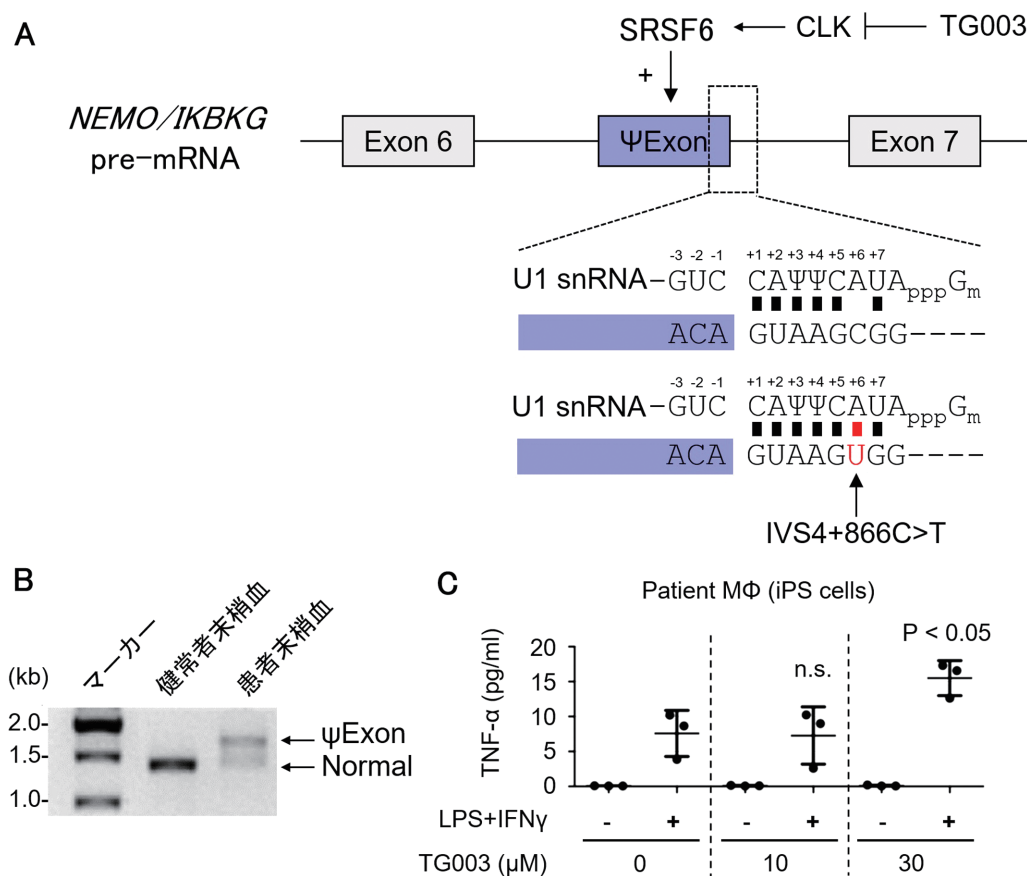 A
SRSF6 CLK TG003
+
NEMO/IKBKG
pre-mRNA
Exon 6 ΨExon Exon 7
-3 -2 -1 +1 +2 +3 +4 +5 +6 +7
U1 snRNA-GUC CAΨΨCAUApppGm
ACA GUAAGCGG----
-3 -2 -1 +1 +2 +3 +4 +5 +6 +7
U1 snRNA-GUC CAΨΨCAUApppGm
ACA GUAAGUGG----
IVS4+866C>T
B
マーカー
健常者末梢血
患者末梢血
(kb)
2.0-
1.5-
1.0-
ψExon
Normal
C
Patient MΦ (iPS cells)
TNF-α (pg/ml)
20
15
10
5
0
n.s.
P < 0.05
LPS+IFNγ - + - + - +
TG003 (μM) 0 10 30